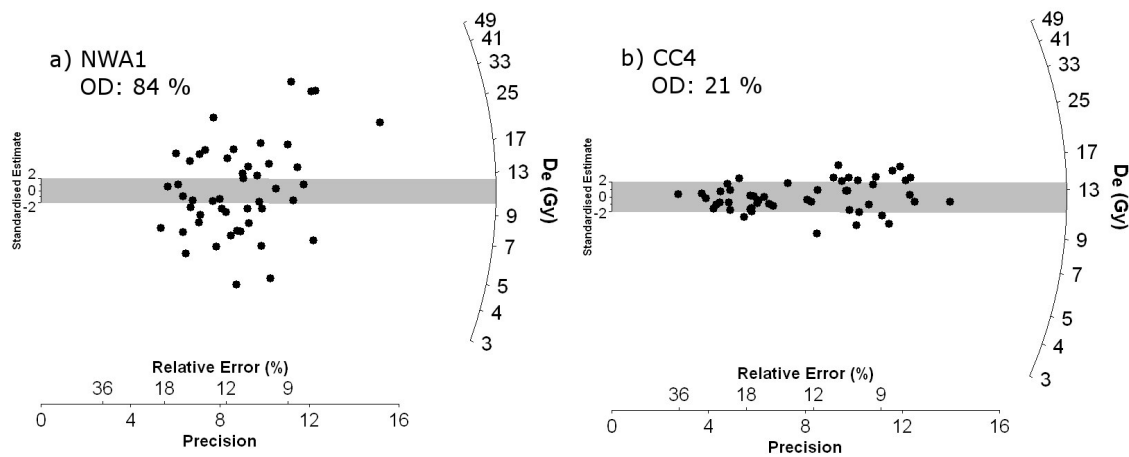 a) NWA1
OD: 84 %
49
41
33
25
17
13
9
7
5
4
3
De (Gy)
Standardised Estimate
2
0
-2
Relative Error (%)
36 18 12 9
0 4 8 12 16
Precision
b) CC4
OD: 21 %
49
41
33
25
17
13
9
7
5
4
3
De (Gy)
Standardised Estimate
2
0
-2
Relative Error (%)
36 18 12 9
0 4 8 12 16
Precision